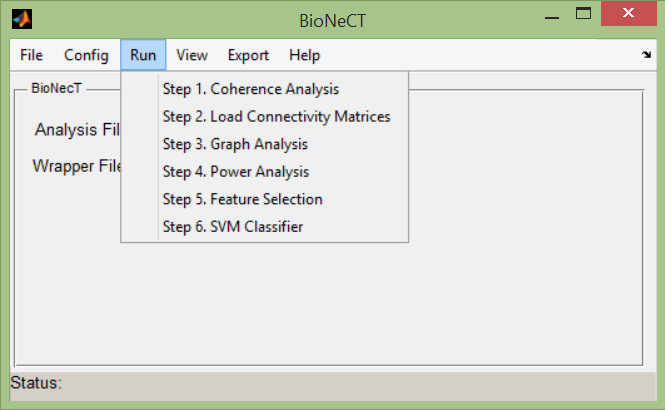 BioNeCT
File Config Run View Export Help
BioNecT
Step 1. Coherence Analysis
Step 2. Load Connectivity Matrices
Analysis Fil
Step 3. Graph Analysis
Wrapper File
Step 4. Power Analysis
Step 5. Feature Selection
Step 6. SVM Classifier
Status: